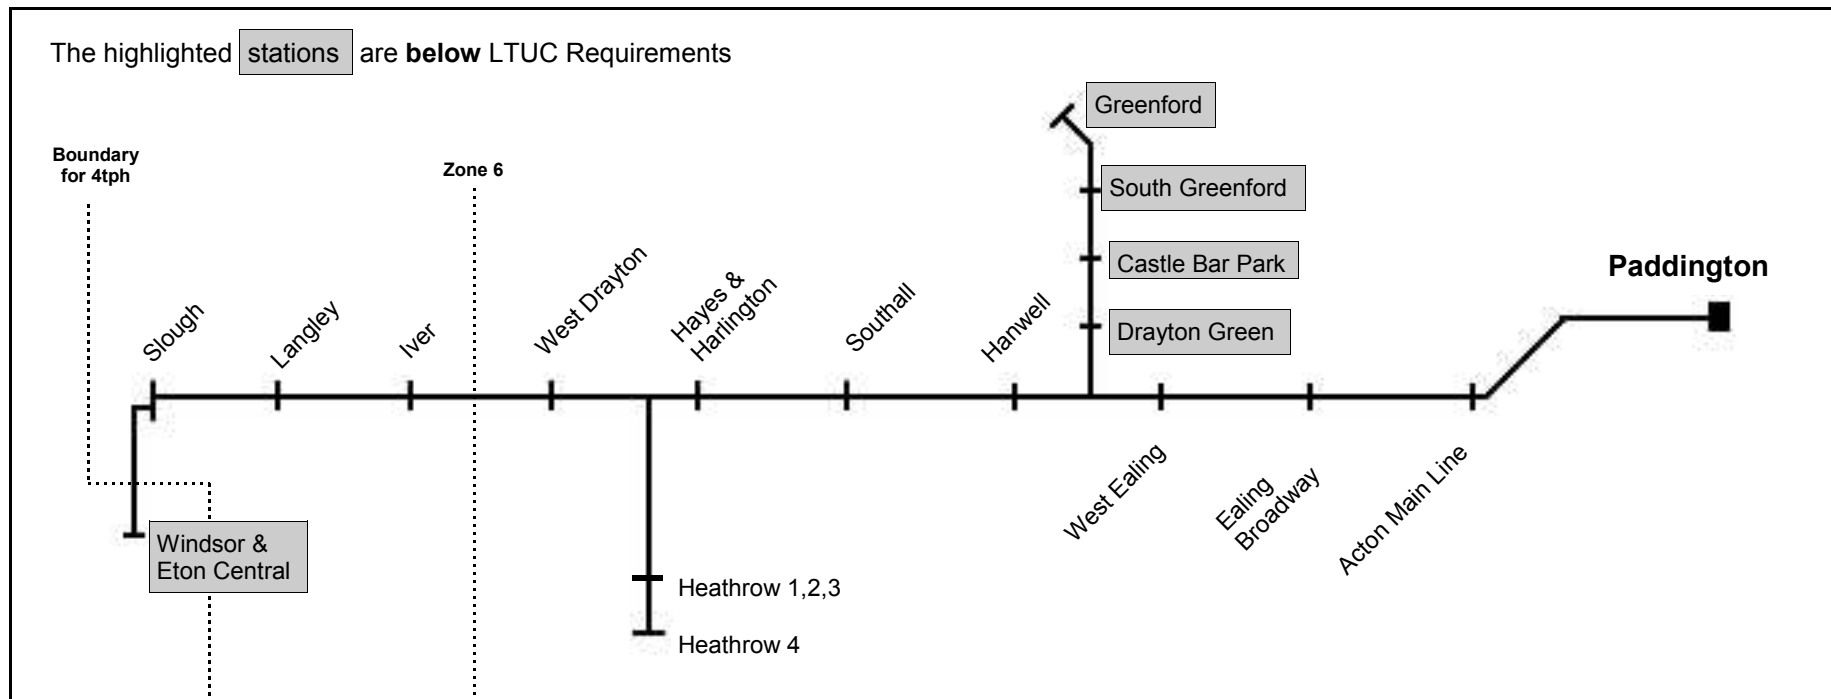 The highlighted stations are below LTUC Requirements
Boundary
for 4tph
Zone 6
Greenford
South Greenford
Castle Bar Park
Drayton Green
Paddington
Slough
Langley
Iver
West Drayton
Hayes &
Harlington
Southall
Hanwell
West Ealing
Ealing
Broadway
Acton Main Line
Windsor &
Eton Central
Heathrow 1,2,3
Heathrow 4